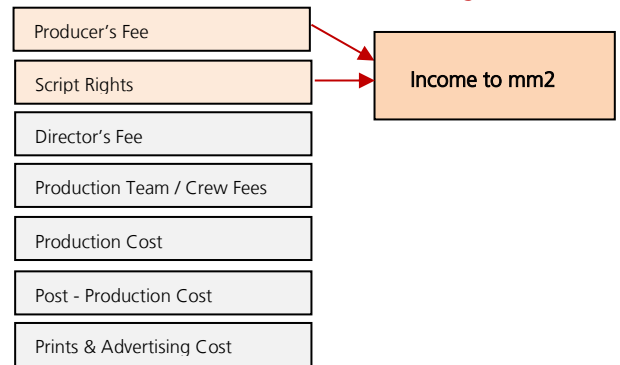 Producer's Fee
Script Rights
Income to mm2
Director's Fee
Production Team / Crew Fees
Production Cost
Post - Production Cost
Prints & Advertising Cost